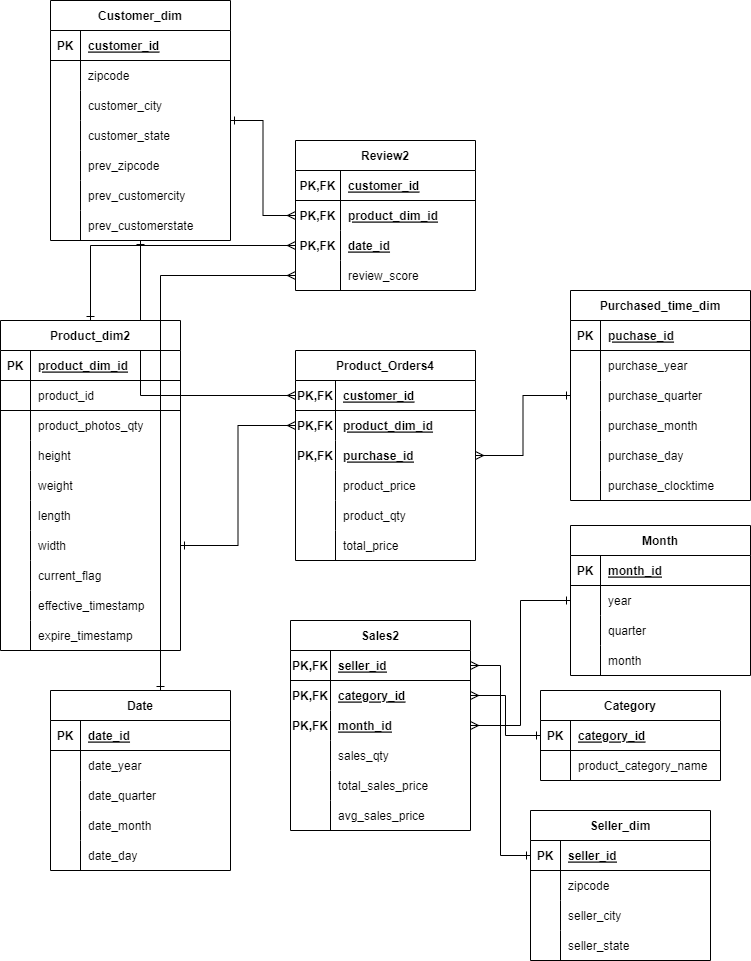 Customer_dim
PK customer_id
zipcode
customer_city
customer_state
prev_zipcode
prev_customercity
prev_customerstate
Review2
PK,FK customer_id
PK,FK product_dim_id
PK,FK date_id
review_score
Product_dim2
PK product_dim_id
product_id
product_photos_qty
height
weight
length
width
current_flag
effective_timestamp
expire_timestamp
Product_Orders4
PK,FK customer_id
PK,FK product_dim_id
PK,FK purchase_id
product_price
product_qty
total_price
Purchased_time_dim
PK puchase_id
purchase_year
purchase_quarter
purchase_month
purchase_day
purchase_clocktime
Month
PK month_id
year
quarter
month
Sales2
PK,FK seller_id
PK,FK category_id
PK,FK month_id
sales_qty
total_sales_price
avg_sales_price
Date
PK date_id
date_year
date_quarter
date_month
date_day
Category
PK category_id
product_category_name
Seller_dim
PK seller_id
zipcode
seller_city
seller_state